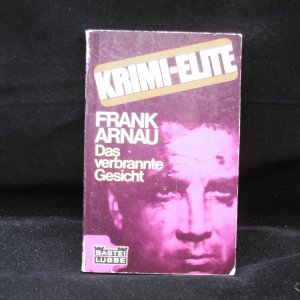 KRIMI-ELITE
FRANK
ARNAU
Das
verbrannte
Gesicht
BASTEI
LÜBBE